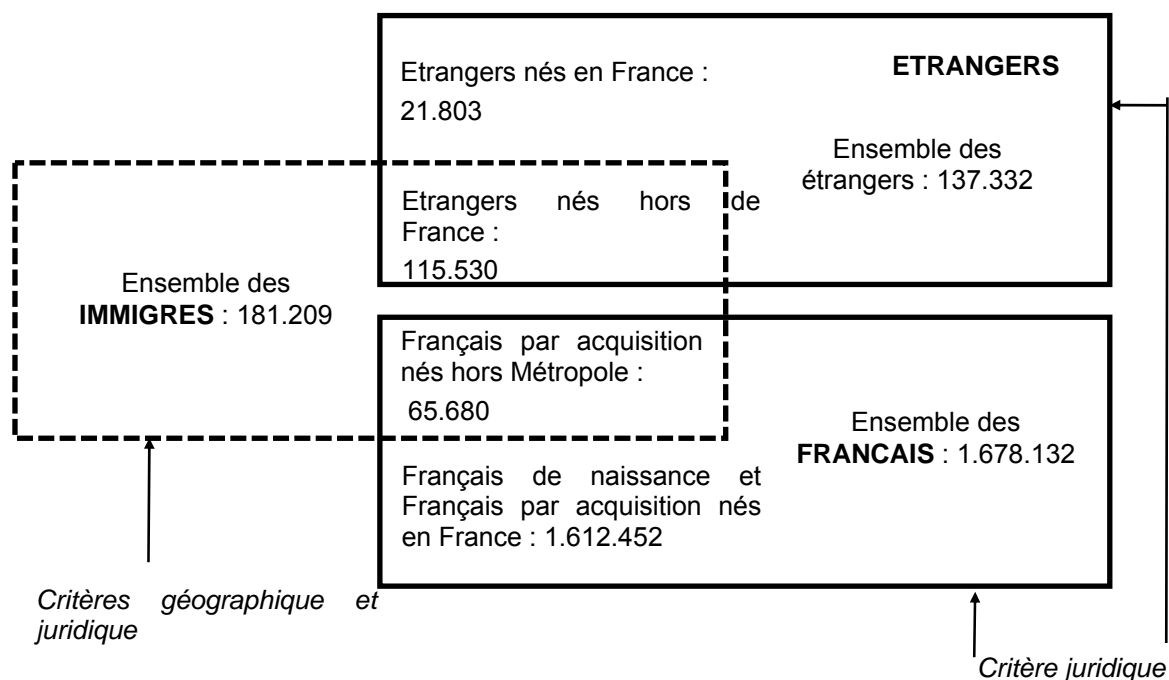 Etrangers nés en France :
21.803
ETRANGERS
Ensemble des
étrangers : 137.332
Etrangers nés hors de
France :
115.530
Ensemble des
IMMIGRES : 181.209
Français par acquisition
nés hors Métropole :
65.680
Ensemble des
FRANCAIS : 1.678.132
Français de naissance et
Français par acquisition nés
en France : 1.612.452
Critères géographique et
juridique
Critère juridique